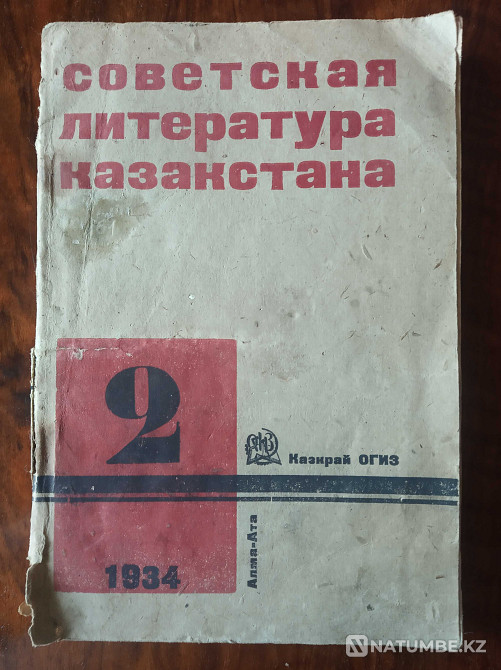 советская
литература
казакстана
2
Казкрай ОГИЗ
Алма-Ата
1934
NATUMBE.KZ